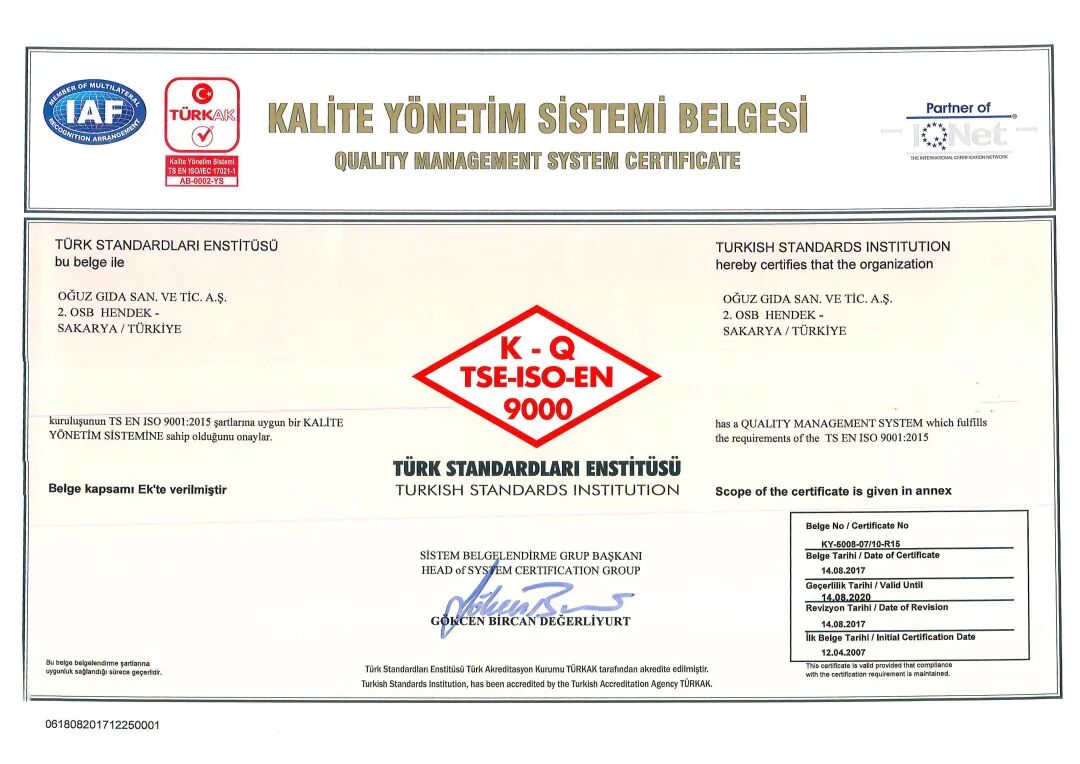 MEMBER OF MULTILATERAL
IAF
RECOGNITION ARRANGEMENT
TÜRKAK
Kalite Yönetim Sistemi
TS EN ISO/IEC 17021-1
AB-0002-YS
KALİTE YÖNETİM SİSTEMİ BELGESİ
QUALITY MANAGEMENT SYSTEM CERTIFICATE
Partner of
IQNet ®
THE INTERNATIONAL CERTIFICATION NETWORK
TÜRK STANDARDLARI ENSTİTÜSÜ
bu belge ile
OĞUZ GIDA SAN. VE TİC. A.Ş.
2. OSB HENDEK -
SAKARYA / TÜRKİYE
kuruluşunun TS EN ISO 9001:2015 şartlarına uygun bir KALİTE
YÖNETİM SİSTEMİNE sahip olduğunu onaylar.
Belge kapsamı Ek'te verilmiştir
K - Q
TSE-ISO-EN
9000
TÜRK STANDARDLARI ENSTİTÜSÜ
TURKISH STANDARDS INSTITUTION
TURKISH STANDARDS INSTITUTION
hereby certifies that the organization
OĞUZ GIDA SAN. VE TİC. A.Ş.
2. OSB HENDEK -
SAKARYA / TÜRKİYE
has a QUALITY MANAGEMENT SYSTEM which fulfills
the requirements of the TS EN ISO 9001:2015
Scope of the certificate is given in annex
SİSTEM BELGELENDİRME GRUP BAŞKANI
HEAD of SYSTEM CERTIFICATION GROUP
GÖKCEN BİRCAN DEĞERLİYURT
Belge No / Certificate No
KY-5008-07/10-R15
Belge Tarihi / Date of Certificate
14.08.2017
Geçerlilik Tarihi / Valid Until
14.08.2020
Revizyon Tarihi / Date of Revision
14.08.2017
İlk Belge Tarihi / Initial Certification Date
12.04.2007
This certificate is valid provided that compliance
with the certification requirement is maintained.
Bu belge belgelendirme şartlarına
uygunluk sağlandığı sürece geçerlidir.
Türk Standardları Enstitüsü Türk Akreditasyon Kurumu TÜRKAK tarafından akredite edilmiştir.
Turkish Standards Institution, has been accredited by the Turkish Accreditation Agency TÜRKAK.
061808201712250001